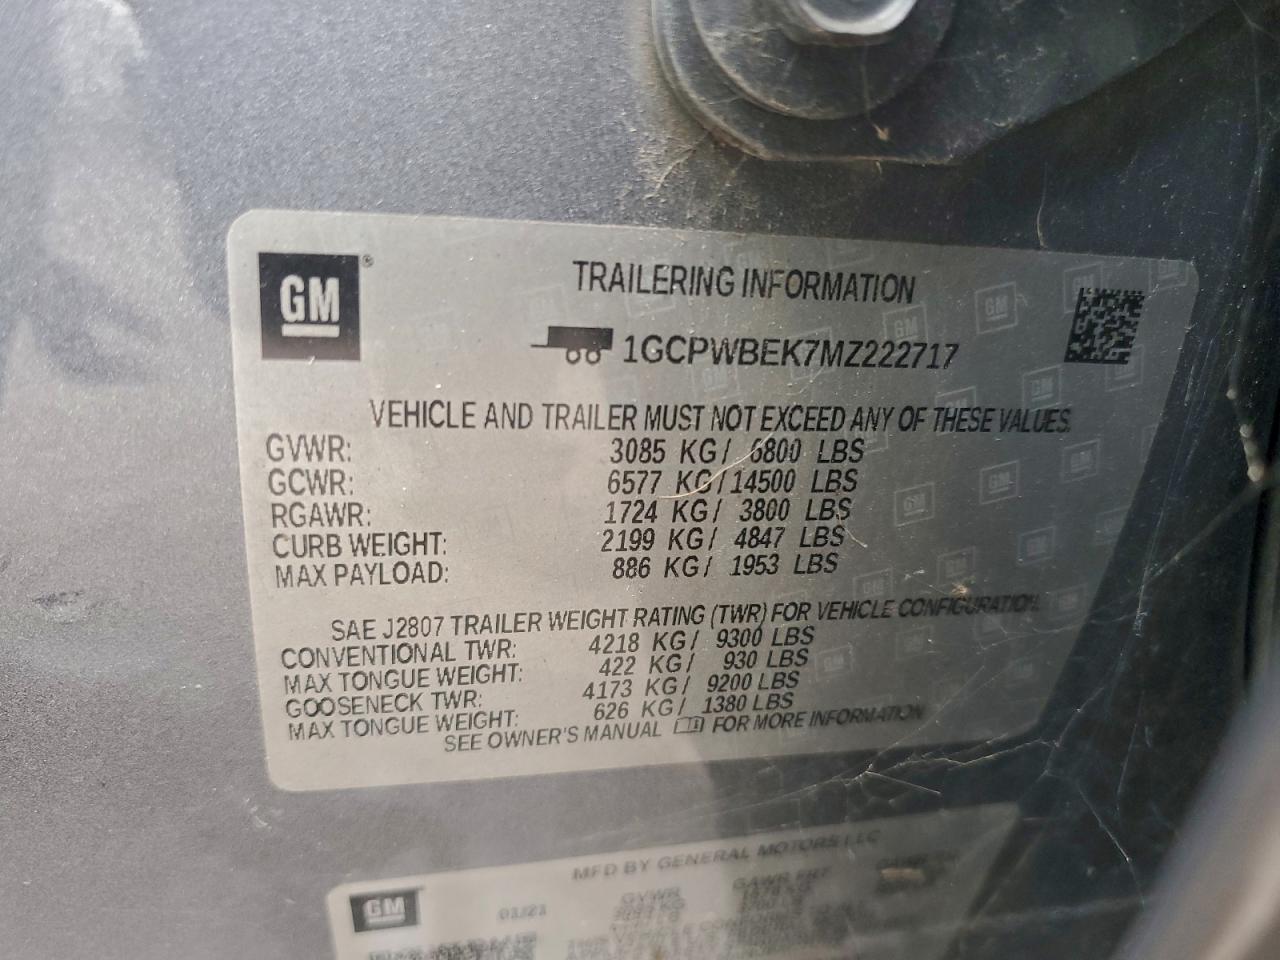 GM®
TRAILERING INFORMATION
1GCPWBEK7MZ222717
VEHICLE AND TRAILER MUST NOT EXCEED ANY OF THESE VALUES.
GVWR: 3085 KG/ 6800 LBS
GCWR: 6577 KG/14500 LBS
RGAWR: 1724 KG/ 3800 LBS
CURB WEIGHT: 2199 KG/ 4847 LBS
MAX PAYLOAD: 886 KG/ 1953 LBS
SAE J2807 TRAILER WEIGHT RATING (TWR) FOR VEHICLE CONFIGURATION.
CONVENTIONAL TWR: 4218 KG/ 9300 LBS
MAX TONGUE WEIGHT: 422 KG/ 930 LBS
GOOSENECK TWR: 4173 KG/ 9200 LBS
MAX TONGUE WEIGHT: 626 KG/ 1380 LBS
SEE OWNER'S MANUAL FOR MORE INFORMATION
MFD BY GENERAL MOTORS LLC
GM 01/21 GVWR GAWR FRT